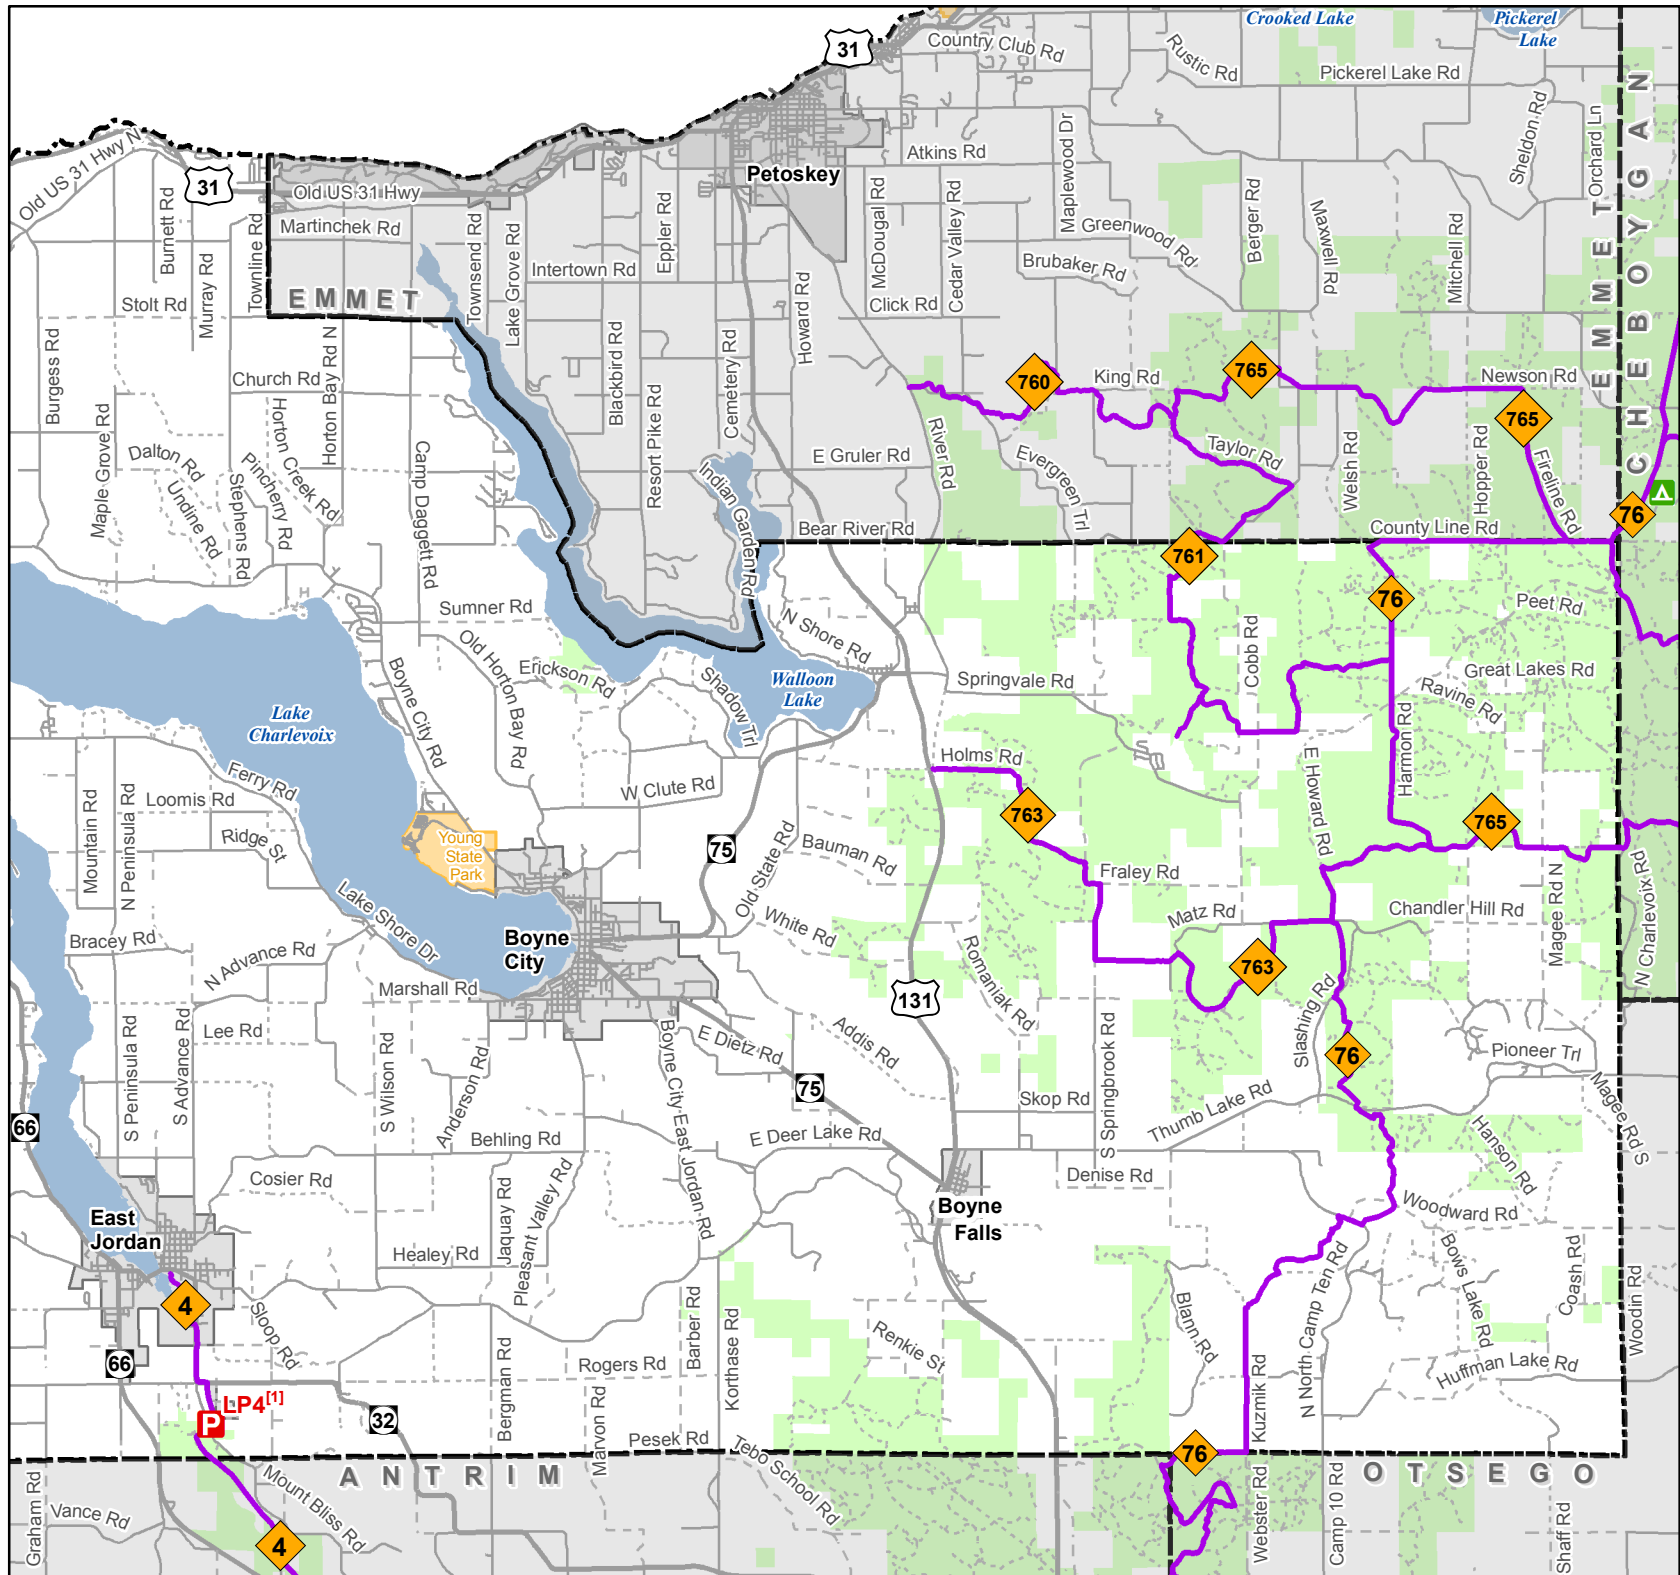 Crooked Lake
Pickerel
Lake
31
Country Club Rd
Rustic Rd
Pickerel Lake Rd
Old US 31 Hwy N
31
Old US 31 Hwy
Petoskey
Atkins Rd
Maplewood Dr
Sheldon Rd
Orchard Ln
EMMET
CHEBOYGAN
Burnett Rd
Murray Rd
Townline Rd
Martinchek Rd
Townsend Rd
Lake Grove Rd
Intertown Rd
Eppler Rd
McDougal Rd
Cedar Valley Rd
Greenwood Rd
Brubaker Rd
Berger Rd
Maxwell Rd
Mitchell Rd
Stolt Rd
EMMET
Click Rd
Howard Rd
Burgess Rd
Church Rd
Horton Bay Rd N
Blackbird Rd
Cemetery Rd
760
King Rd
765
Newson Rd
765
Maple Grove Rd
Dalton Rd
Undine Rd
Stephens Rd
Pincherry Rd
Horton Creek Rd
Camp Daggett Rd
Resort Pike Rd
Indian Garden Rd
E Gruler Rd
River Rd
Evergreen Trl
Taylor Rd
Welsh Rd
Hopper Rd
Fireline Rd
Bear River Rd
County Line Rd
76
761
76
Peet Rd
Sumner Rd
Old Horton Bay Rd
Erickson Rd
N Shore Rd
Cobb Rd
Great Lakes Rd
Boyne City Rd
Shadow Trl
Walloon
Lake
Springvale Rd
Ravine Rd
Lake
Charlevoix
Holms Rd
E Howard Rd
Harmon Rd
Ferry Rd
W Clute Rd
Mountain Rd
N Peninsula Rd
Loomis Rd
Ridge St
Young
State
Park
75
Old State Rd
Bauman Rd
131
763
765
Fraley Rd
Magee Rd N
N Charlevoix Rd
Lake Shore Dr
White Rd
Matz Rd
Chandler Hill Rd
Bracey Rd
N Advance Rd
Boyne
City
Romaniak Rd
763
Marshall Rd
Lee Rd
S Peninsula Rd
S Advance Rd
S Wilson Rd
Anderson Rd
Boyne City East Jordan Rd
E Dietz Rd
Addis Rd
Slashing Rd
76
Pioneer Trl
Magee Rd S
66
75
Skop Rd
S Springbrook Rd
Thumb Lake Rd
Behling Rd
E Deer Lake Rd
Hanson Rd
Cosier Rd
Denise Rd
East
Jordan
Jaquay Rd
Pleasant Valley Rd
Boyne
Falls
Woodward Rd
Healey Rd
Bows Lake Rd
Coash Rd
Woodin Rd
4
Sloop Rd
Barber Rd
Korthase Rd
Renkie St
Blann Rd
N North Camp Ten Rd
66
Bergman Rd
Rogers Rd
Huffman Lake Rd
LP4[1]
P
32
Marvon Rd
Pesek Rd
Kuzmik Rd
76
Graham Rd
ANTRIM
Tebo School Rd
OTSEGO
Vance Rd
Mount Bliss Rd
Webster Rd
Camp 10 Rd
Shaff Rd
4